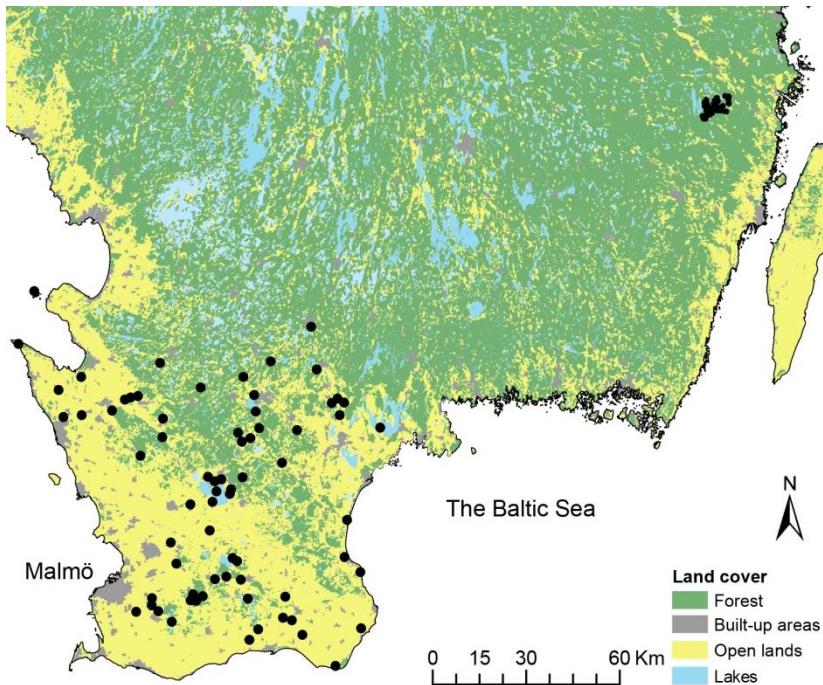 The Baltic Sea
N
Malmö
Land cover
Forest
Built-up areas
Open lands
Lakes
0 15 30 60 Km